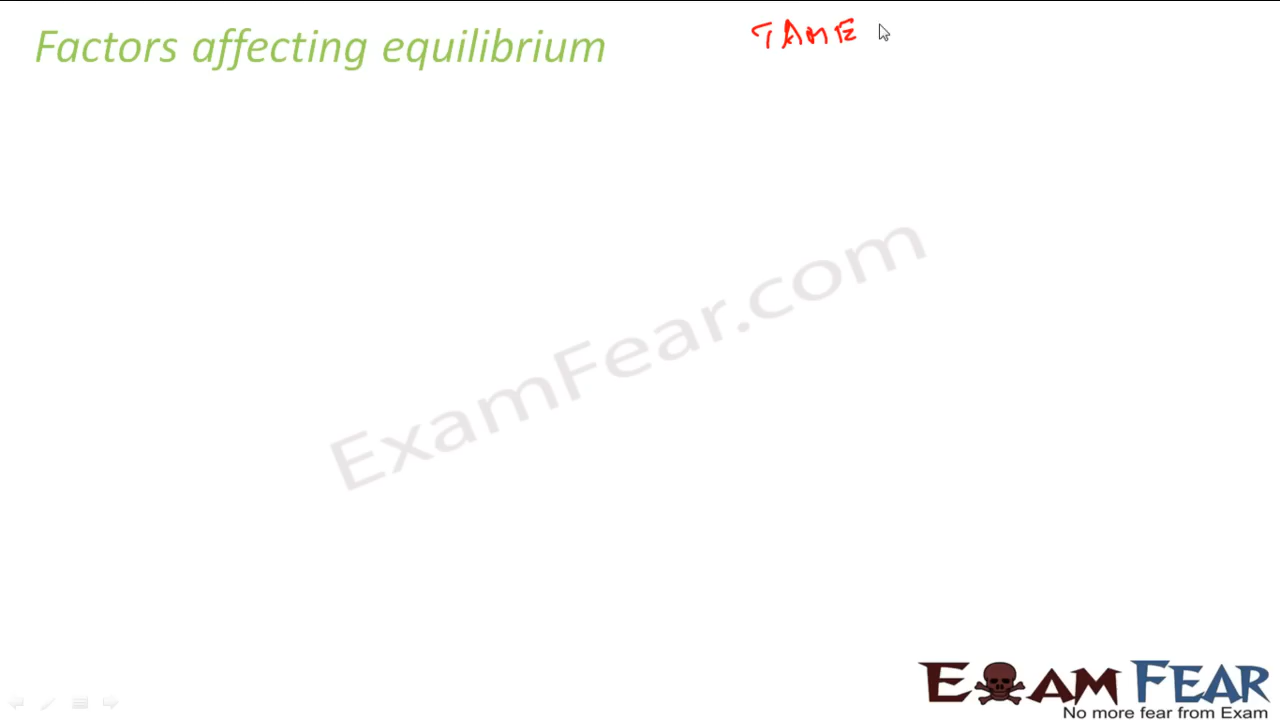 Factors affecting equilibrium
TAME
ExamFear.com
EXAM FEAR
No more fear from Exam